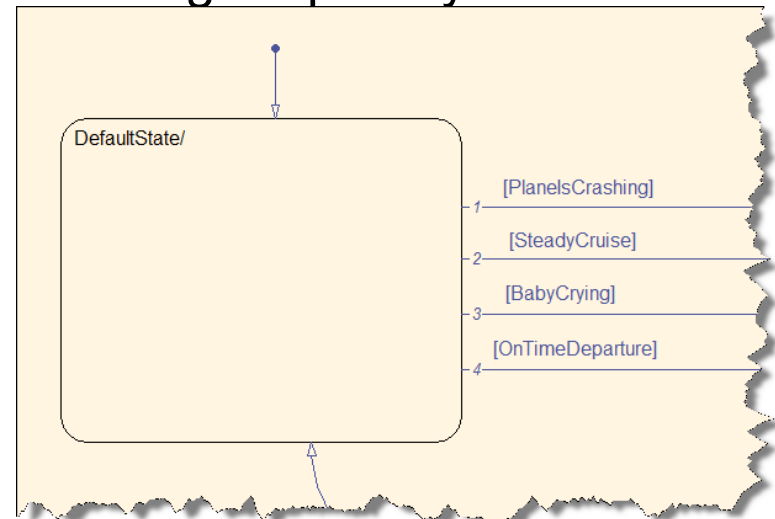 DefaultState/
[PlaneIsCrashing]
1
[SteadyCruise]
2
[BabyCrying]
3
[OnTimeDeparture]
4